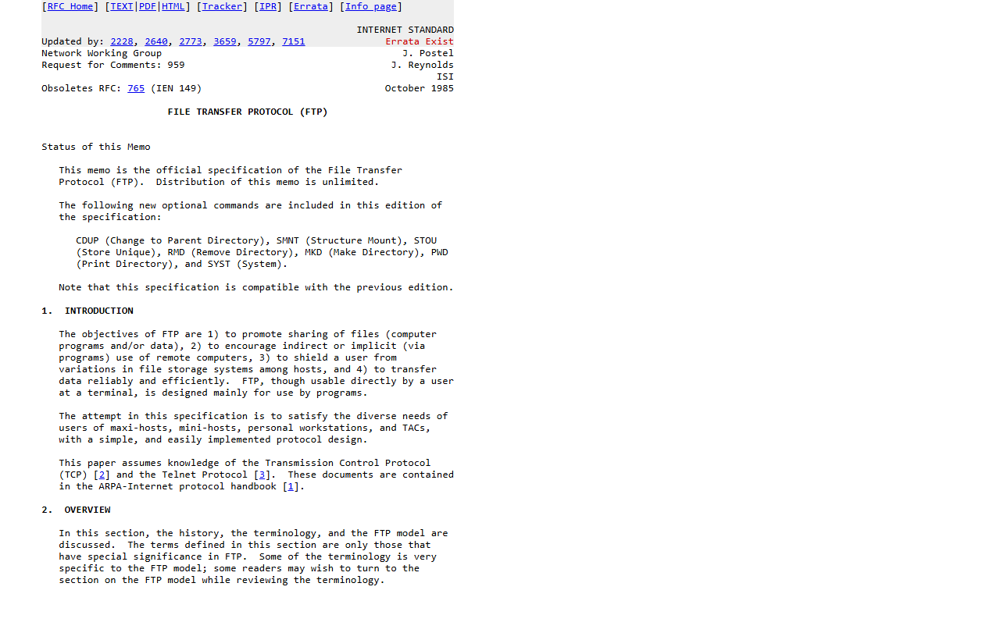 [RFC Home] [TEXT|PDF|HTML] [Tracker] [IPR] [Errata] [Info page]
INTERNET STANDARD
Updated by: 2228, 2640, 2773, 3659, 5797, 7151 Errata Exist
Network Working Group J. Postel
Request for Comments: 959 J. Reynolds
ISI
Obsoletes RFC: 765 (IEN 149) October 1985
FILE TRANSFER PROTOCOL (FTP)
Status of this Memo
This memo is the official specification of the File Transfer
Protocol (FTP). Distribution of this memo is unlimited.
The following new optional commands are included in this edition of
the specification:
CDUP (Change to Parent Directory), SMNT (Structure Mount), STOU
(Store Unique), RMD (Remove Directory), MKD (Make Directory), PWD
(Print Directory), and SYST (System).
Note that this specification is compatible with the previous edition.
1. INTRODUCTION
The objectives of FTP are 1) to promote sharing of files (computer
programs and/or data), 2) to encourage indirect or implicit (via
programs) use of remote computers, 3) to shield a user from
variations in file storage systems among hosts, and 4) to transfer
data reliably and efficiently. FTP, though usable directly by a user
at a terminal, is designed mainly for use by programs.
The attempt in this specification is to satisfy the diverse needs of
users of maxi-hosts, mini-hosts, personal workstations, and TACs,
with a simple, and easily implemented protocol design.
This paper assumes knowledge of the Transmission Control Protocol
(TCP) [2] and the Telnet Protocol [3]. These documents are contained
in the ARPA-Internet protocol handbook [1].
2. OVERVIEW
In this section, the history, the terminology, and the FTP model are
discussed. The terms defined in this section are only those that
have special significance in FTP. Some of the terminology is very
specific to the FTP model; some readers may wish to turn to the
section on the FTP model while reviewing the terminology.